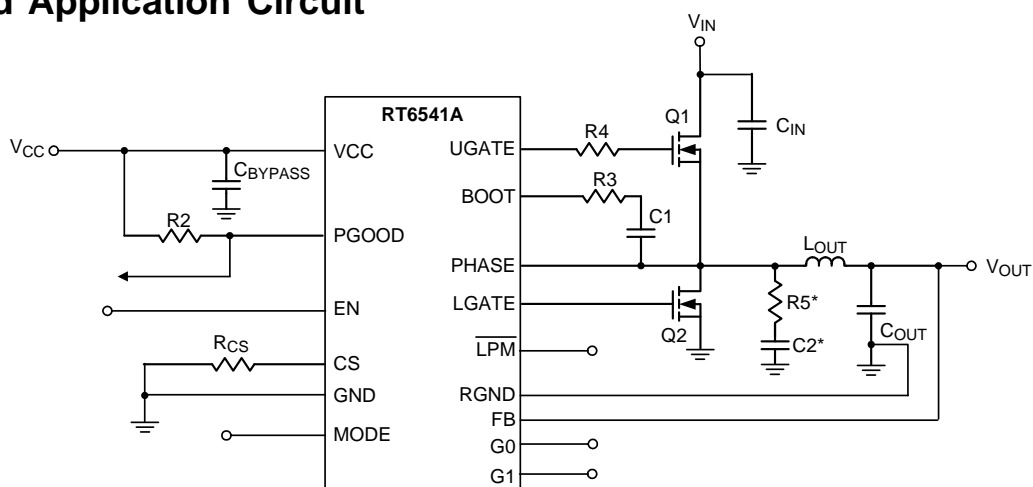 d Application Circuit
VIN
RT6541A
Q1
CIN
R4
VCC
VCC
UGATE
CBYPASS
R3
BOOT
C1
R2
PGOOD
LOUT
PHASE
VOUT
EN
LGATE
R5*
Q2
COUT
RCS
LPM
C2*
CS
GND
RGND
FB
MODE
G0
G1